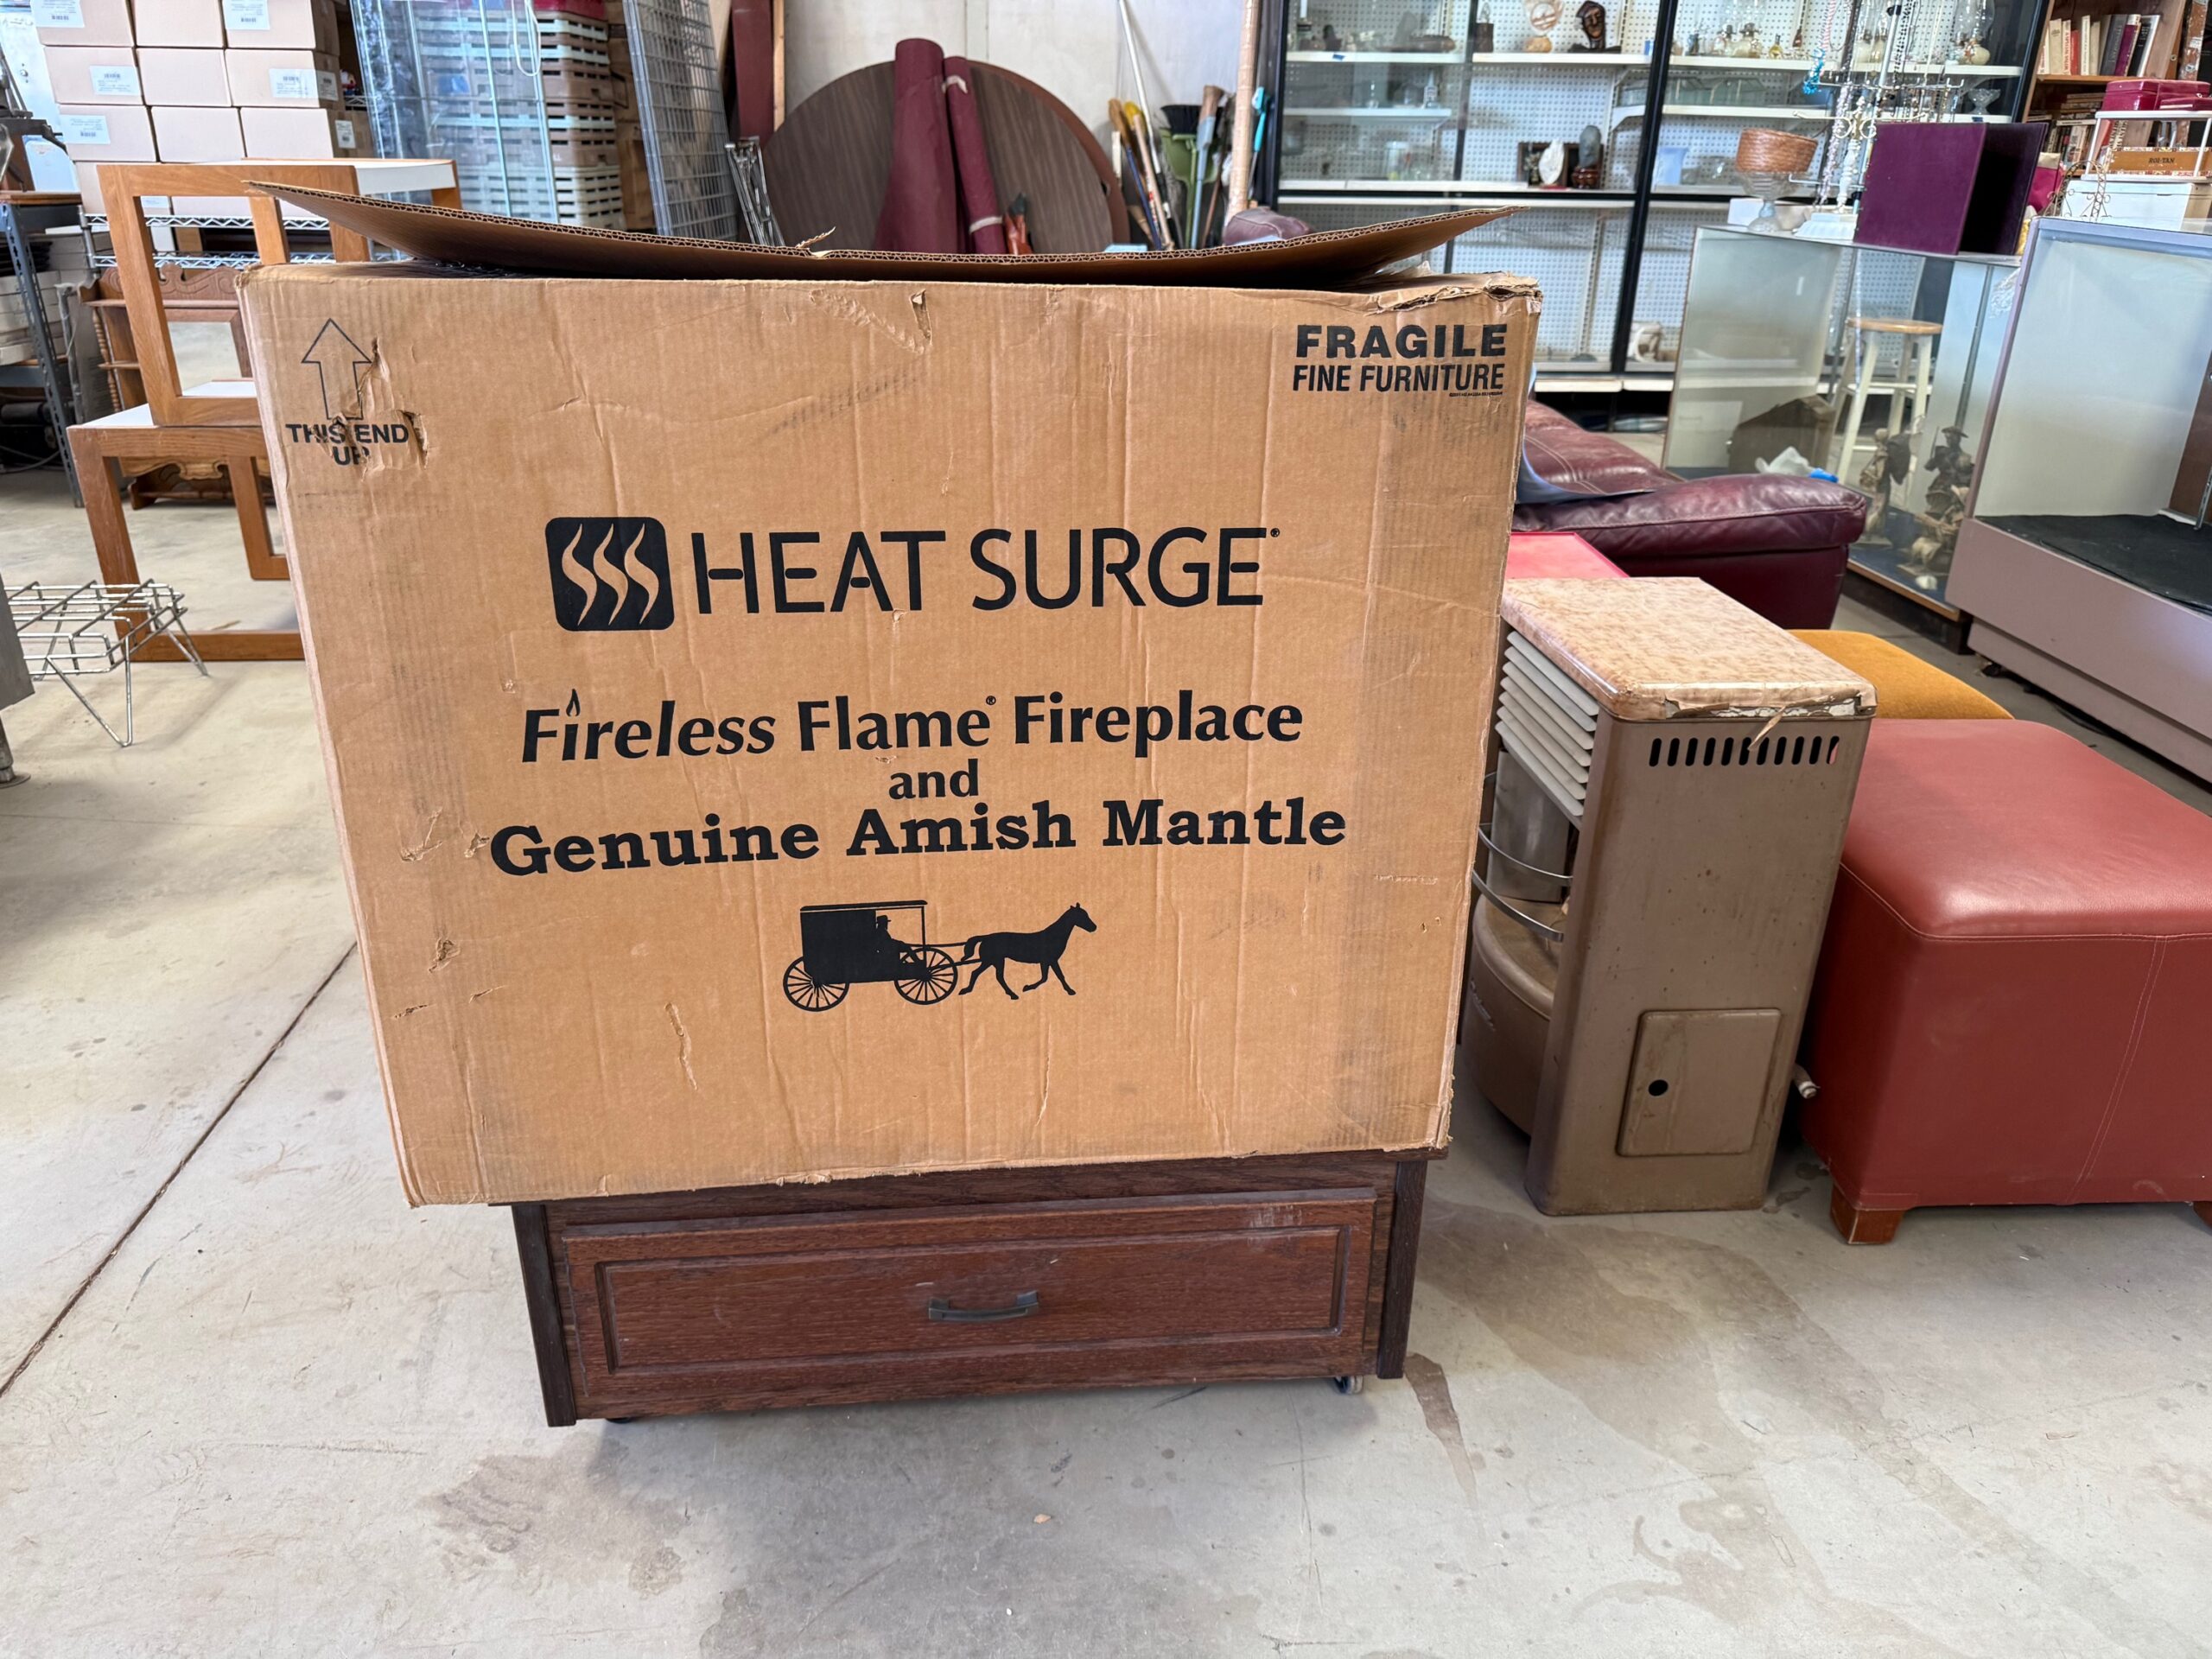 THIS END
UP
FRAGILE
FINE FURNITURE
HEAT SURGE®
Fireless Flame® Fireplace
and
Genuine Amish Mantle